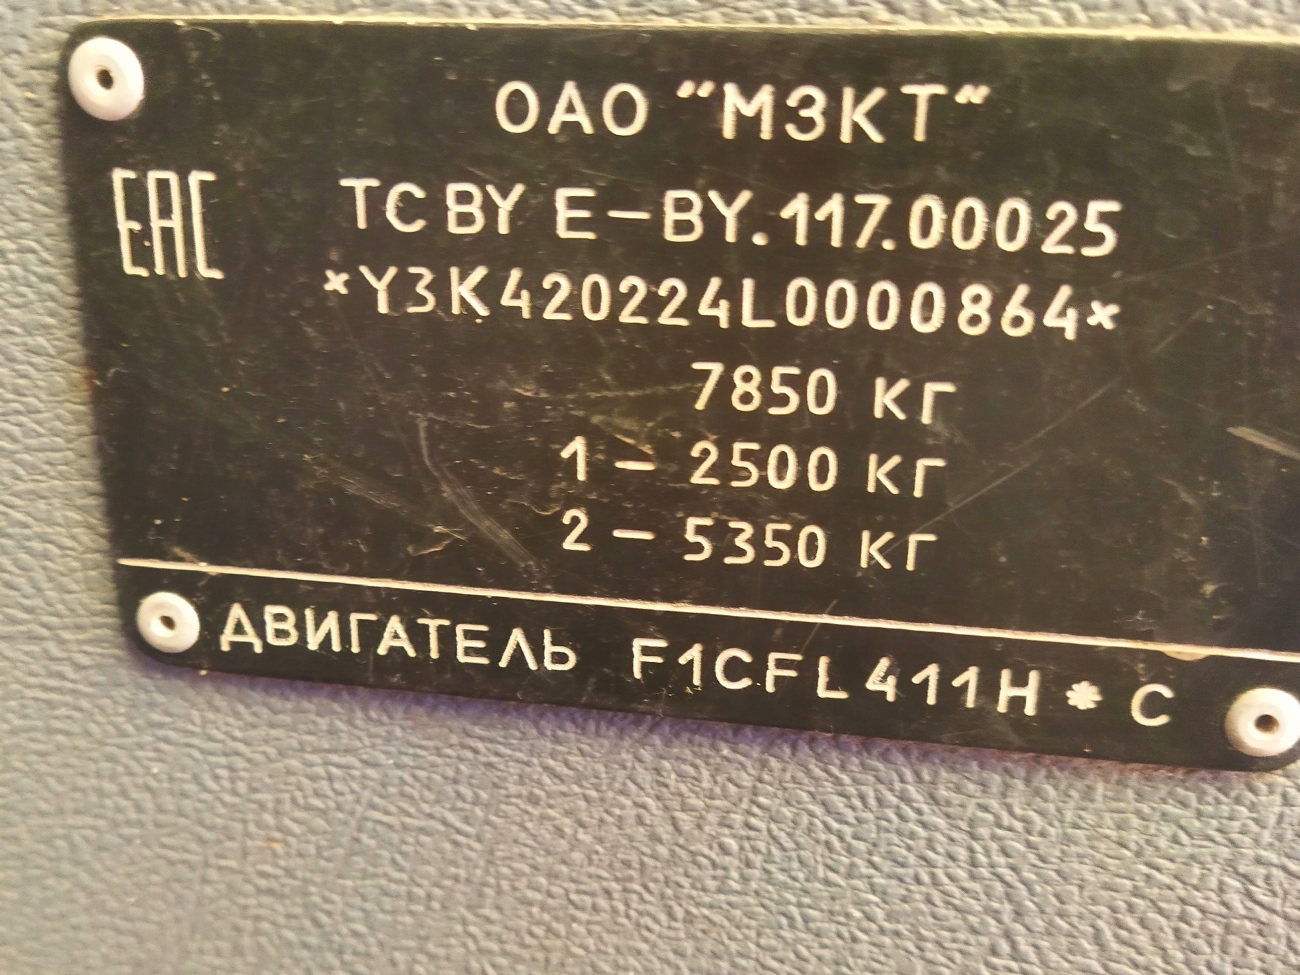 ОАО "МЗКТ"
ЕАС
ТС BY Е-BY.117.00025
*Y3K420224L0000864*
7850 кг
1 - 2500 кг
2 - 5350 кг
ДВИГАТЕЛЬ F1CFL411H * C